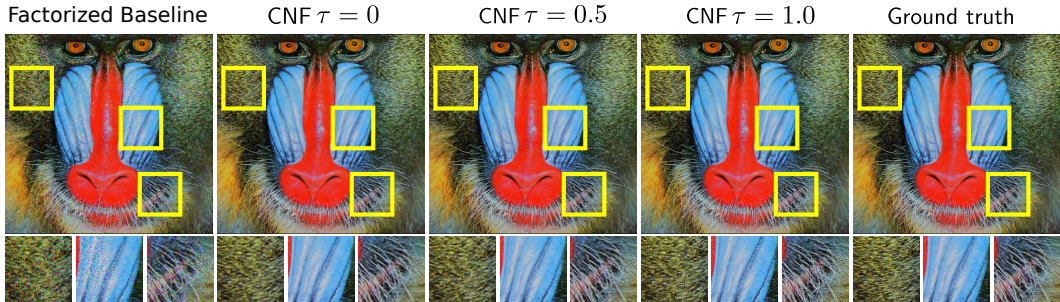 Factorized Baseline
CNF τ = 0
CNF τ = 0.5
CNF τ = 1.0
Ground truth